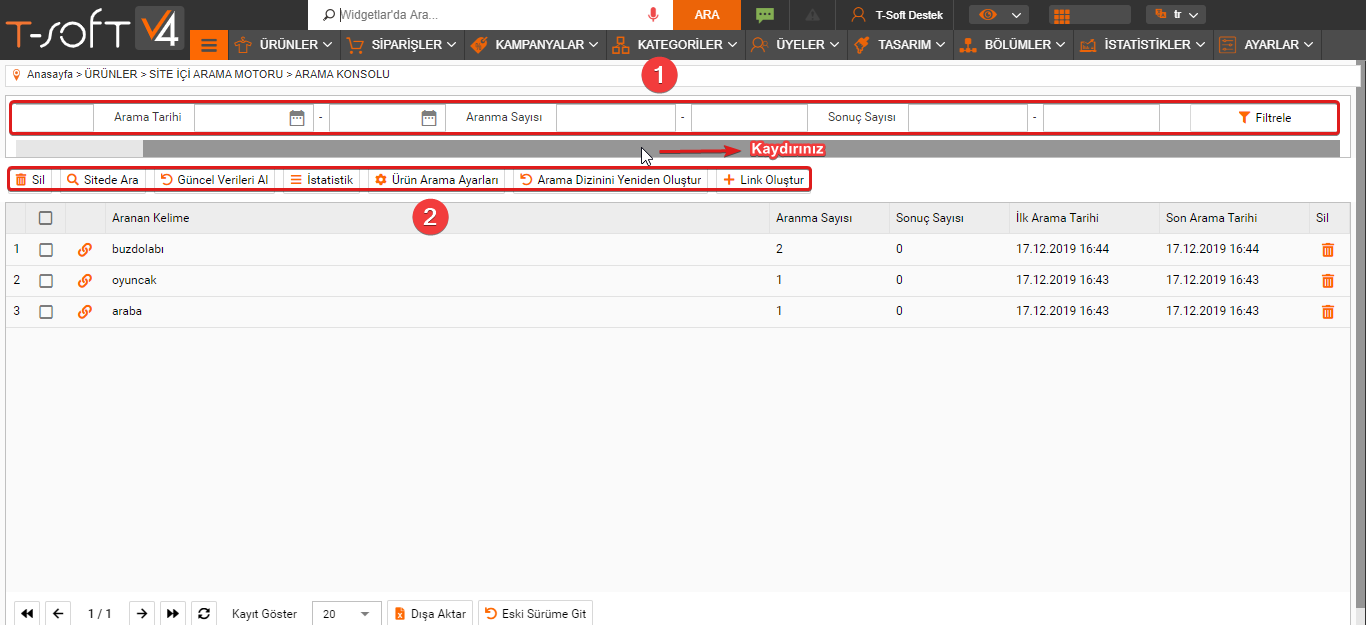 T-SOFT V4
Widgetlar'da Ara...
ARA
T-Soft Destek
tr
ÜRÜNLER
SİPARİŞLER
KAMPANYALAR
KATEGORİLER
ÜYELER
TASARIM
BÖLÜMLER
İSTATİSTİKLER
AYARLAR
Anasayfa > ÜRÜNLER > SİTE İÇİ ARAMA MOTORU > ARAMA KONSOLU
1
Arama Tarihi - Aranma Sayısı - Sonuç Sayısı - Filtrele
Kaydırınız
Sil Sitede Ara Güncel Verileri Al İstatistik Ürün Arama Ayarları Arama Dizinini Yeniden Oluştur Link Oluştur
2
Aranan Kelime Aranma Sayısı Sonuç Sayısı İlk Arama Tarihi Son Arama Tarihi Sil
1 buzdolabı 2 0 17.12.2019 16:44 17.12.2019 16:44
2 oyuncak 1 0 17.12.2019 16:43 17.12.2019 16:43
3 araba 1 0 17.12.2019 16:43 17.12.2019 16:43
1 / 1 Kayıt Göster 20 Dışa Aktar Eski Sürüme Git